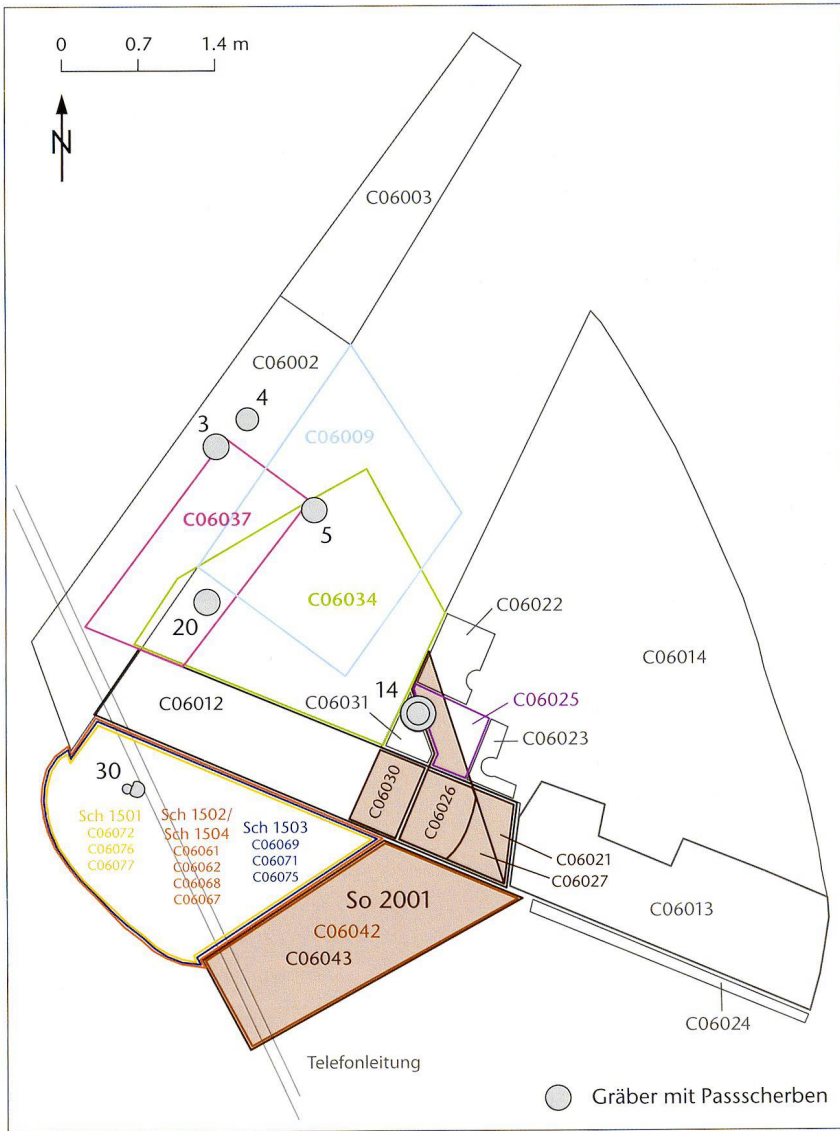 0 0.7 1.4 m
N
C06003
C06002
4
3
C06009
C06037
5
C06034
20
C06022
C06014
C06012
C06031
14
C06025
C06023
30
C06030
C06026
Sch 1501
C06072
C06076
C06077
Sch 1502/
Sch 1504
C06061
C06062
C06068
C06067
Sch 1503
C06069
C06071
C06075
C06021
C06027
So 2001
C06042
C06043
C06013
C06024
Telefonleitung
Gräber mit Passscherben